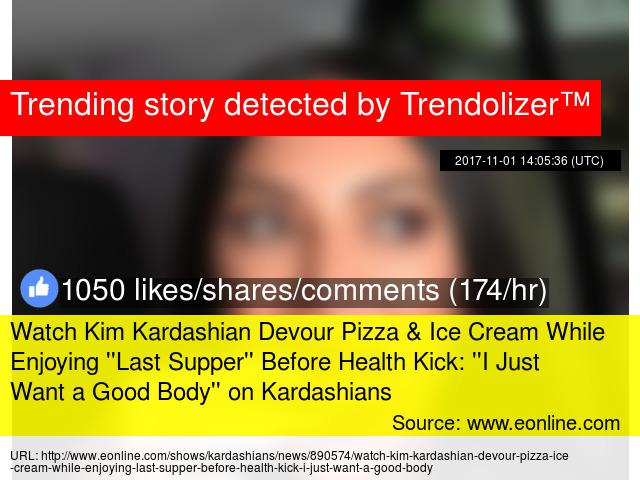 Trending story detected by Trendolizer™
2017-11-01 14:05:36 (UTC)
1050 likes/shares/comments (174/hr)
Watch Kim Kardashian Devour Pizza & Ice Cream While
Enjoying "Last Supper" Before Health Kick: "I Just
Want a Good Body" on Kardashians
Source: www.eonline.com
URL: http://www.eonline.com/shows/kardashians/news/890574/watch-kim-kardashian-devour-pizza-ice
-cream-while-enjoying-last-supper-before-health-kick-i-just-want-a-good-body